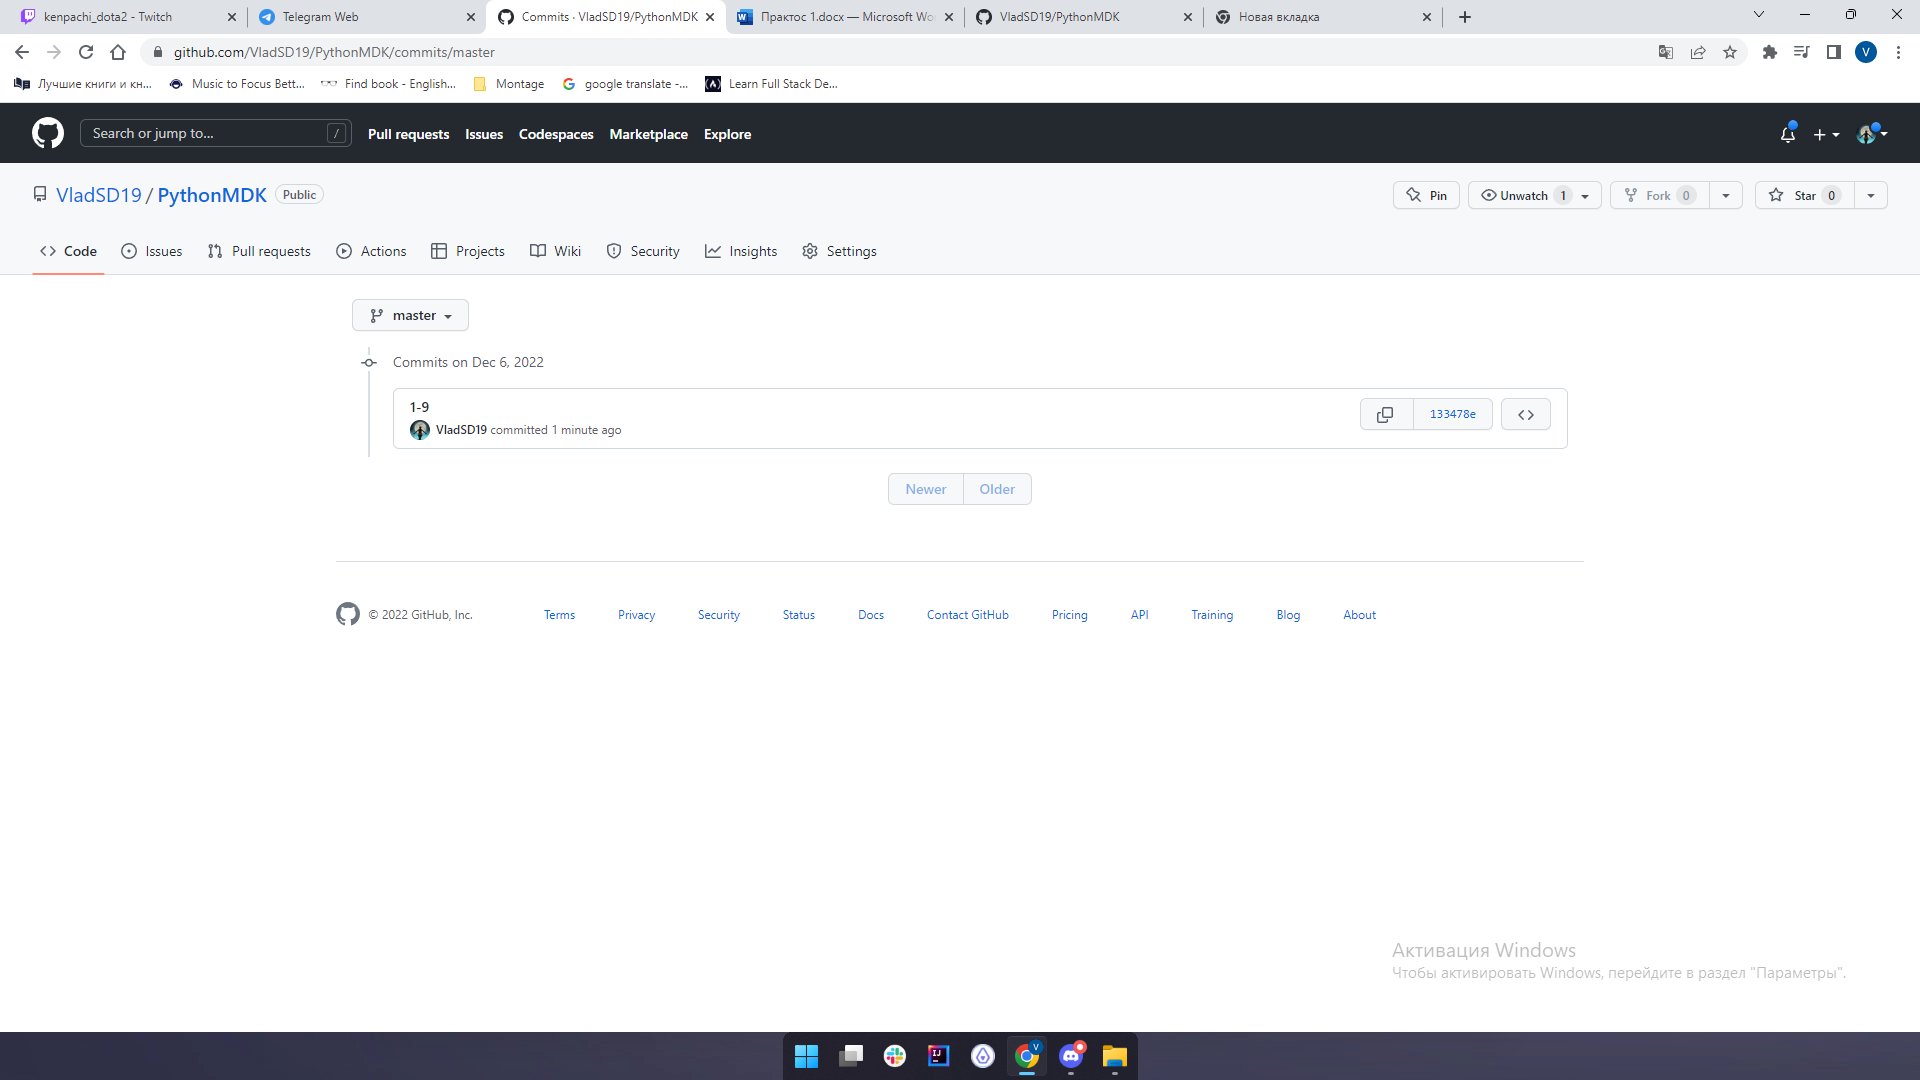 kenpachi_dota2 - Twitch
Telegram Web
Commits · VladSD19/PythonMDK
Практос 1.docx — Microsoft Wo
VladSD19/PythonMDK
Новая вкладка
github.com/VladSD19/PythonMDK/commits/master
V
Лучшие книги и кн...
Music to Focus Bett...
Find book - English...
Montage
google translate -...
Learn Full Stack De...
Search or jump to...
/
Pull requests
Issues
Codespaces
Marketplace
Explore
VladSD19 / PythonMDK
Public
Pin
Unwatch 1
Fork 0
Star 0
Code
Issues
Pull requests
Actions
Projects
Wiki
Security
Insights
Settings
master
Commits on Dec 6, 2022
1-9
VladSD19 committed 1 minute ago
133478e
Newer
Older
© 2022 GitHub, Inc.
Terms
Privacy
Security
Status
Docs
Contact GitHub
Pricing
API
Training
Blog
About
Активация Windows
Чтобы активировать Windows, перейдите в раздел "Параметры".
IJ
V